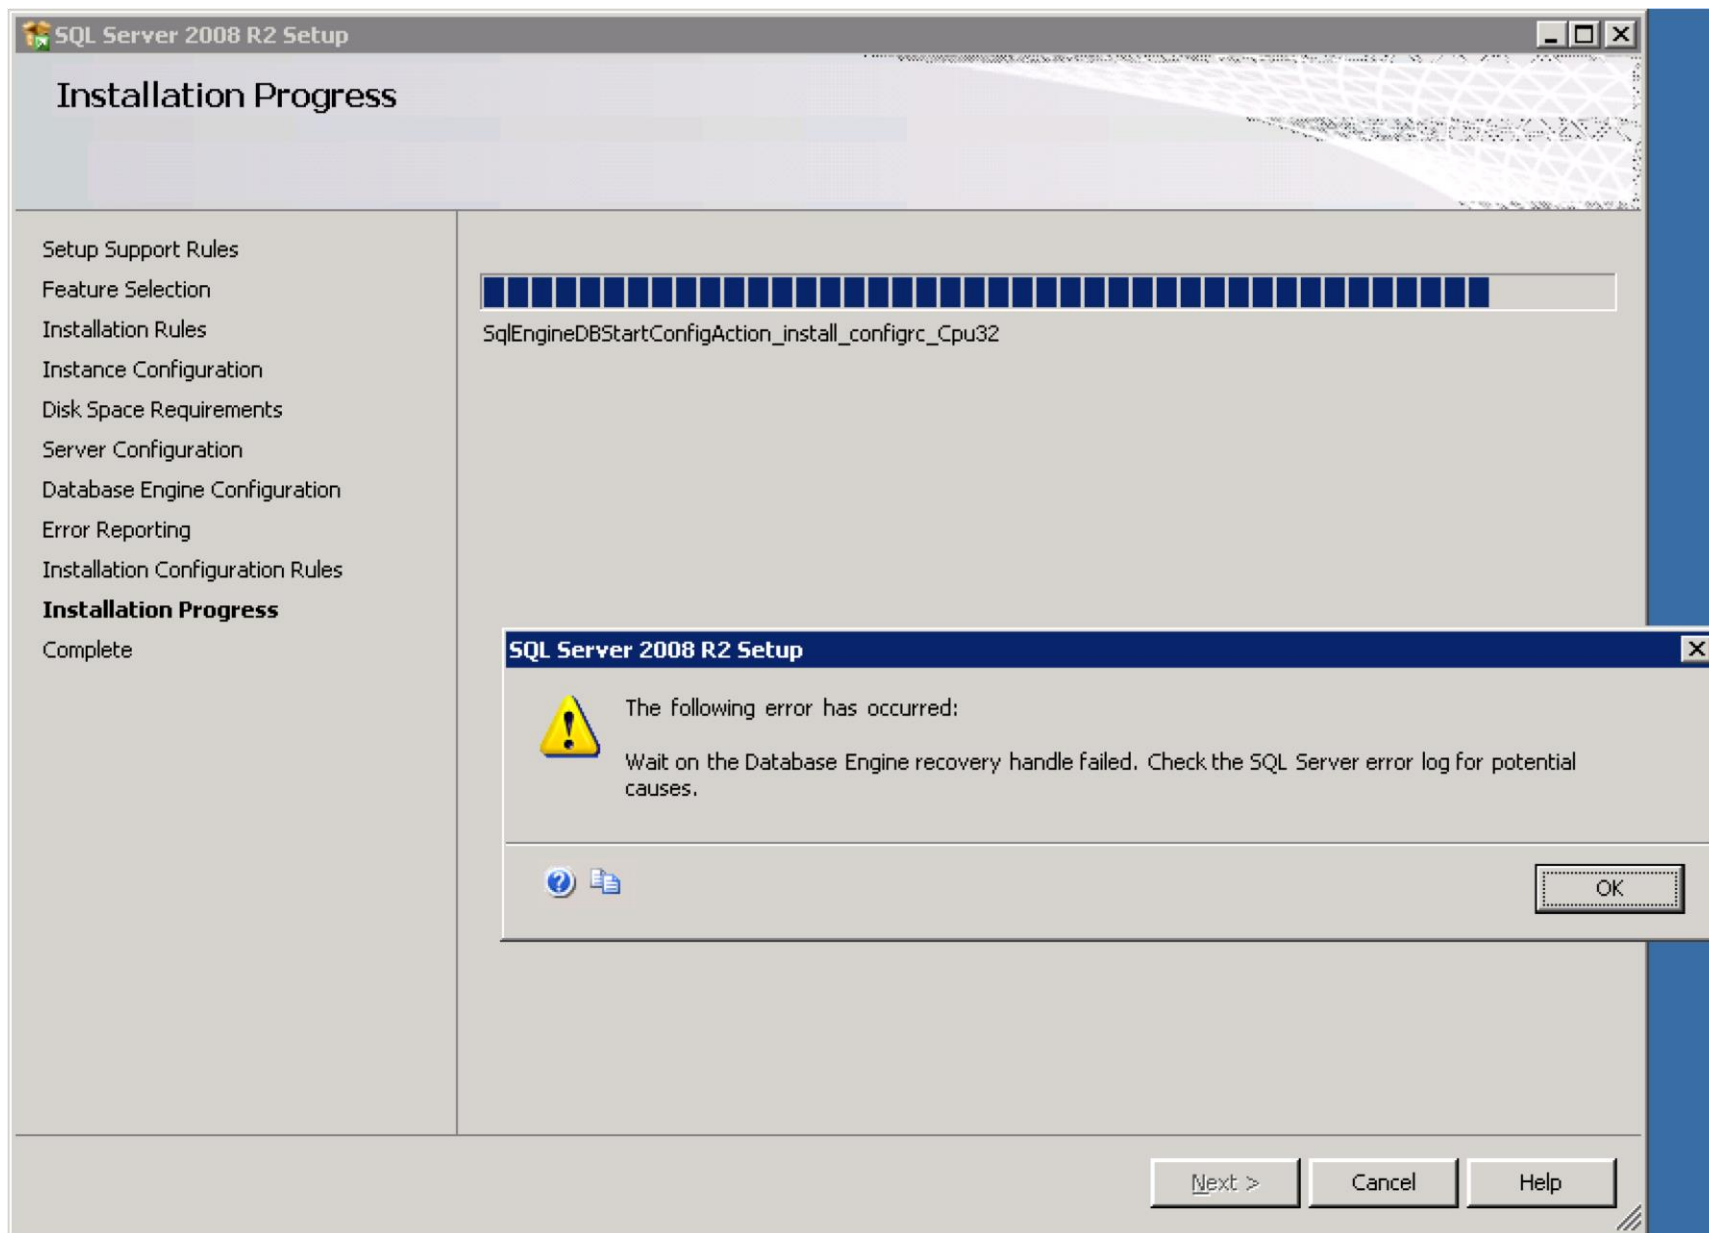 SQL Server 2008 R2 Setup
Installation Progress
Setup Support Rules
Feature Selection
Installation Rules
Instance Configuration
Disk Space Requirements
Server Configuration
Database Engine Configuration
Error Reporting
Installation Configuration Rules
Installation Progress
Complete
SqlEngineDBStartConfigAction_install_configrc_Cpu32
SQL Server 2008 R2 Setup
The following error has occurred:
Wait on the Database Engine recovery handle failed. Check the SQL Server error log for potential
causes.
OK
Next >
Cancel
Help